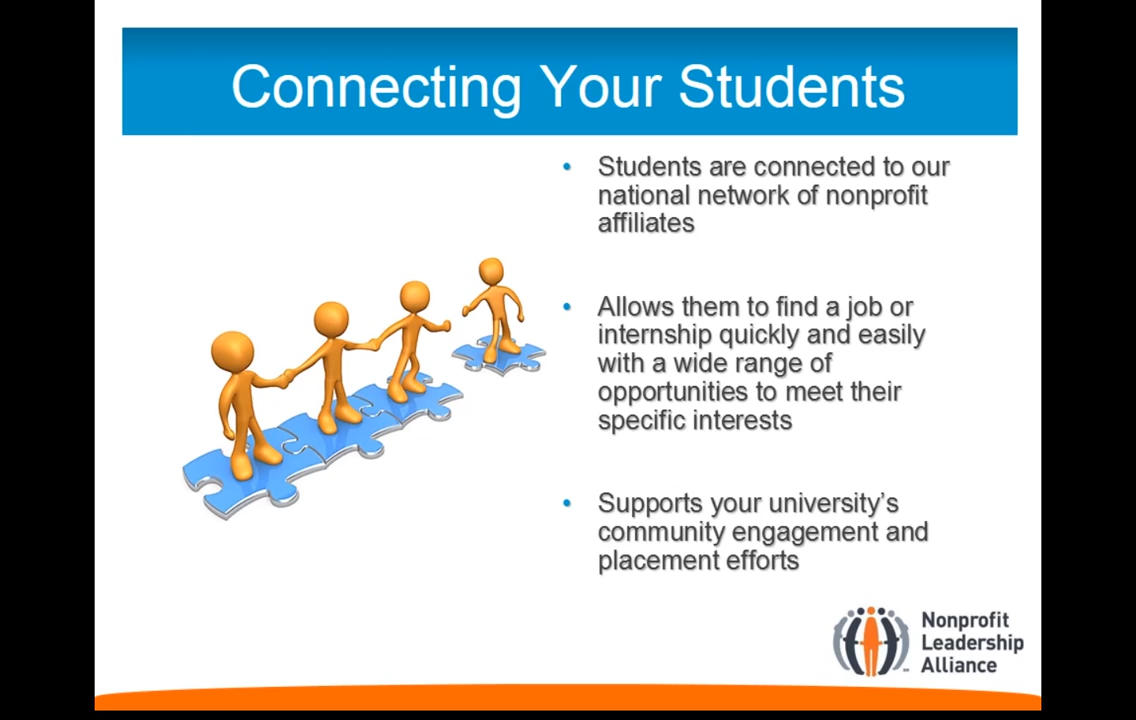 Connecting Your Students
• Students are connected to our
national network of nonprofit
affiliates
• Allows them to find a job or
internship quickly and easily
with a wide range of
opportunities to meet their
specific interests
• Supports your university’s
community engagement and
placement efforts
Nonprofit
Leadership
Alliance